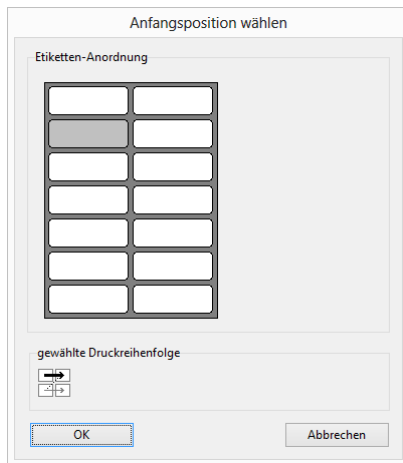 Anfangsposition wählen
Etiketten-Anordnung
gewählte Druckreihenfolge
OK
Abbrechen